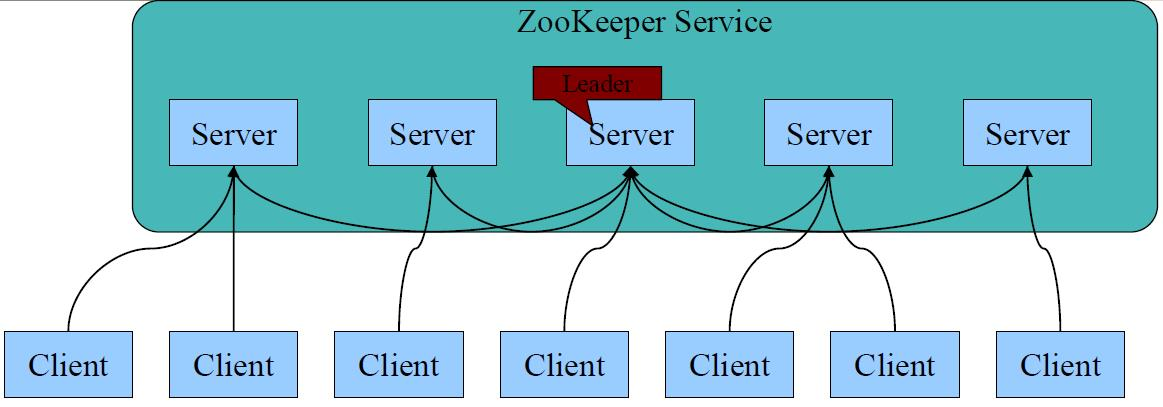 ZooKeeper Service
Leader
Server
Server
Server
Server
Server
Client
Client
Client
Client
Client
Client
Client